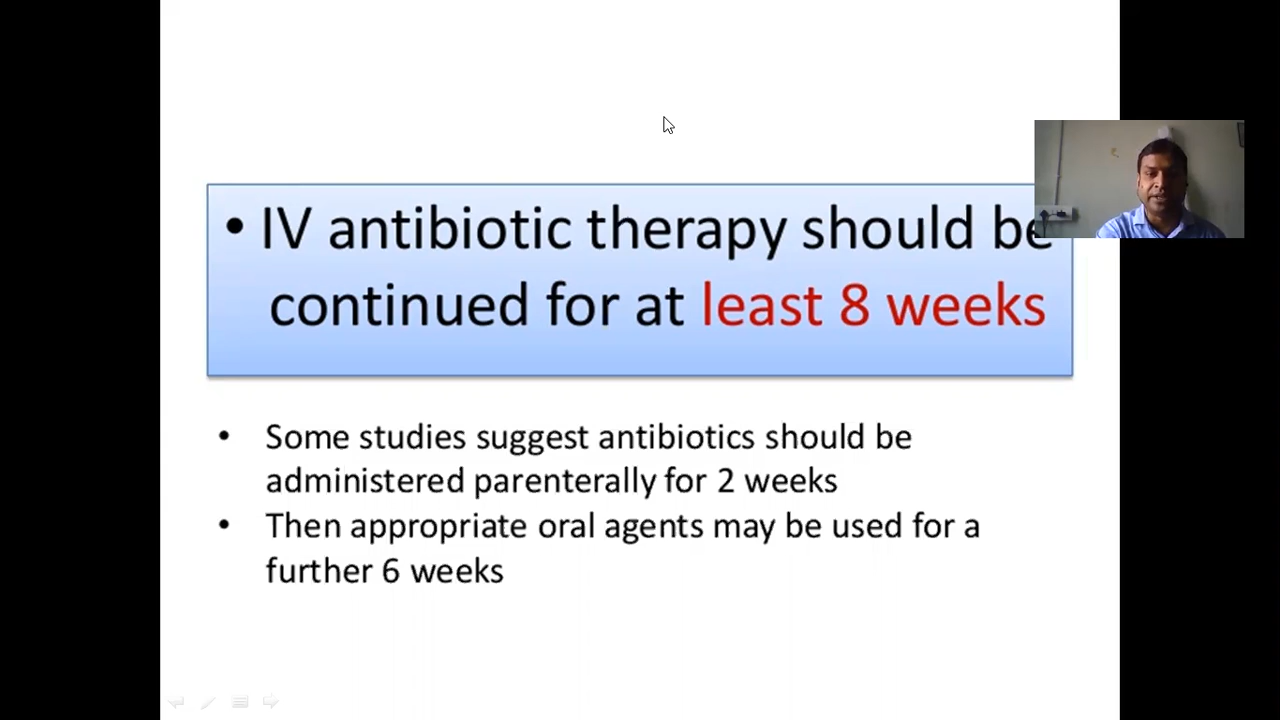 • IV antibiotic therapy should be
continued for at least 8 weeks
• Some studies suggest antibiotics should be
administered parenterally for 2 weeks
• Then appropriate oral agents may be used for a
further 6 weeks